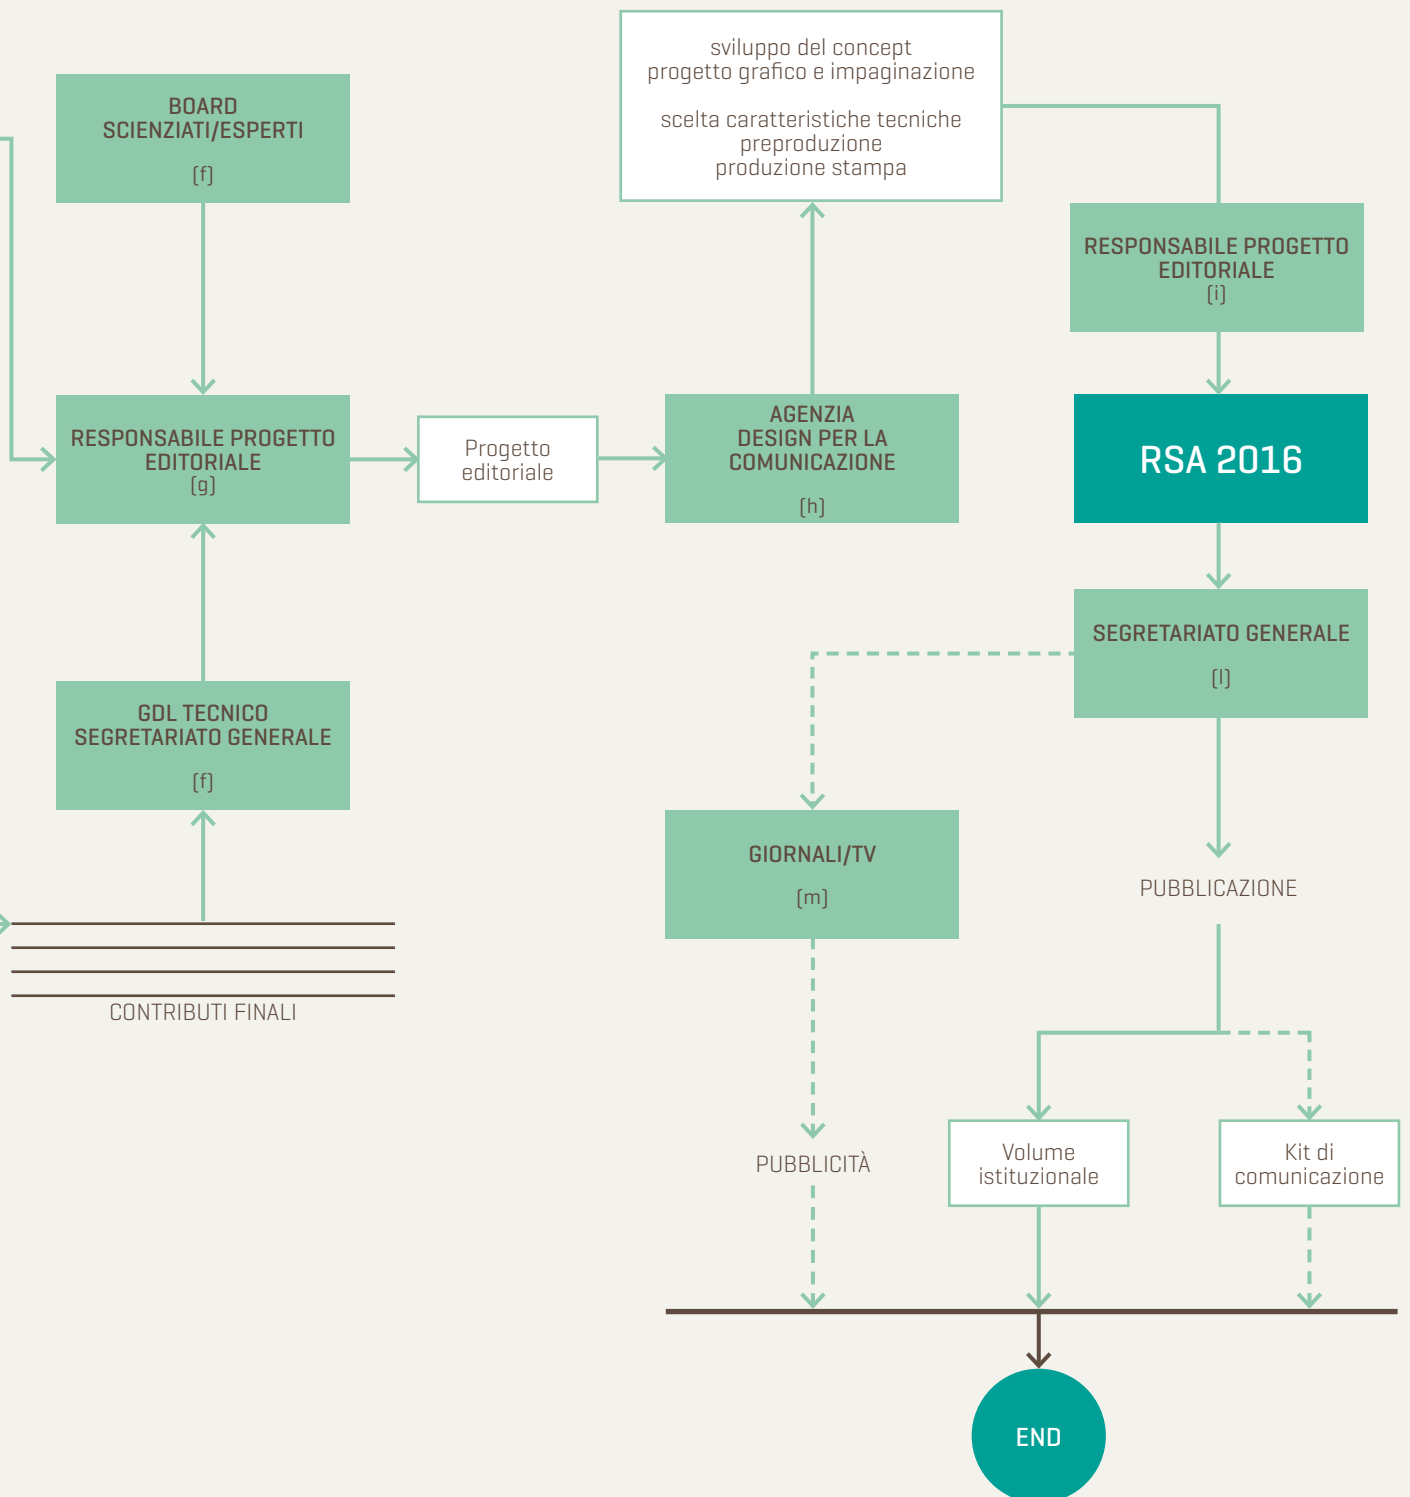 BOARD
SCIENZIATI/ESPERTI
(f)
RESPONSABILE PROGETTO
EDITORIALE
(g)
GDL TECNICO
SEGRETARIATO GENERALE
(f)
CONTRIBUTI FINALI
Progetto
editoriale
AGENZIA
DESIGN PER LA
COMUNICAZIONE
(h)
sviluppo del concept
progetto grafico e impaginazione
scelta caratteristiche tecniche
preproduzione
produzione stampa
RESPONSABILE PROGETTO
EDITORIALE
(i)
RSA 2016
SEGRETARIATO GENERALE
(l)
GIORNALI/TV
(m)
PUBBLICITÀ
PUBBLICAZIONE
Volume
istituzionale
Kit di
comunicazione
END